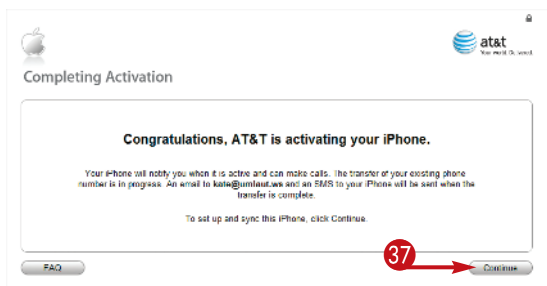 at&t
Your world. Delivered.
Completing Activation
Congratulations, AT&T is activating your iPhone.
Your iPhone will notify you when it is active and can make calls. The transfer of your existing phone
number is in progress. An email to kate@umlaut.ws and an SMS to your iPhone will be sent when the
transfer is complete.
To set up and sync this iPhone, click Continue.
37
FAQ
Continue